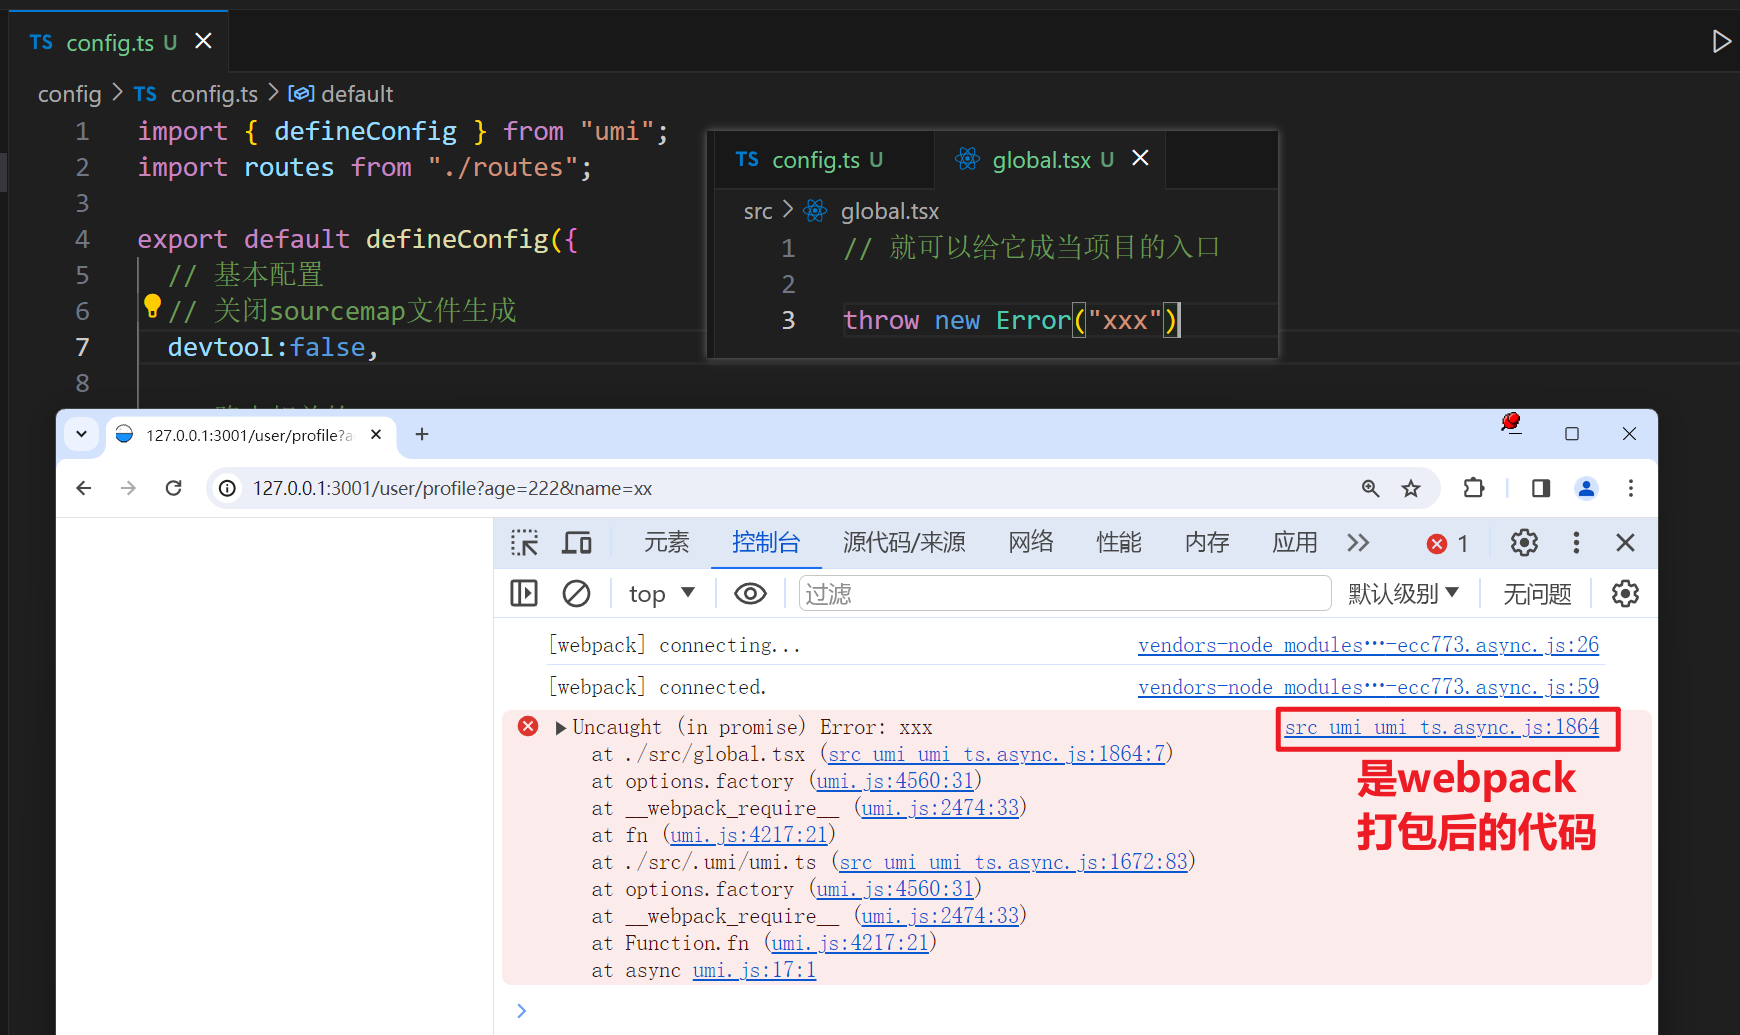 TS config.ts U
config > TS config.ts > default
1 import { defineConfig } from "umi";
2 import routes from "./routes";
3
4 export default defineConfig({
5 // 基本配置
6 // 关闭sourcemap文件生成
7 devtool:false,
8
TS config.ts U global.tsx U
src > global.tsx
1 // 就可以给它成当项目的入口
2
3 throw new Error("xxx")
127.0.0.1:3001/user/profile?a
127.0.0.1:3001/user/profile?age=222&name=xx
元素 控制台 源代码/来源 网络 性能 内存 应用 1
top 过滤 默认级别 无问题
[webpack] connecting... vendors-node_modules…-ecc773.async.js:26
[webpack] connected. vendors-node_modules…-ecc773.async.js:59
Uncaught (in promise) Error: xxx src_umi_umi_ts.async.js:1864
at ./src/global.tsx (src_umi_umi_ts.async.js:1864:7)
at options.factory (umi.js:4560:31)
at __webpack_require__ (umi.js:2474:33)
at fn (umi.js:4217:21)
at ./src/.umi/umi.ts (src_umi_umi_ts.async.js:1672:83)
at options.factory (umi.js:4560:31)
at __webpack_require__ (umi.js:2474:33)
at Function.fn (umi.js:4217:21)
at async umi.js:17:1
是webpack
打包后的代码